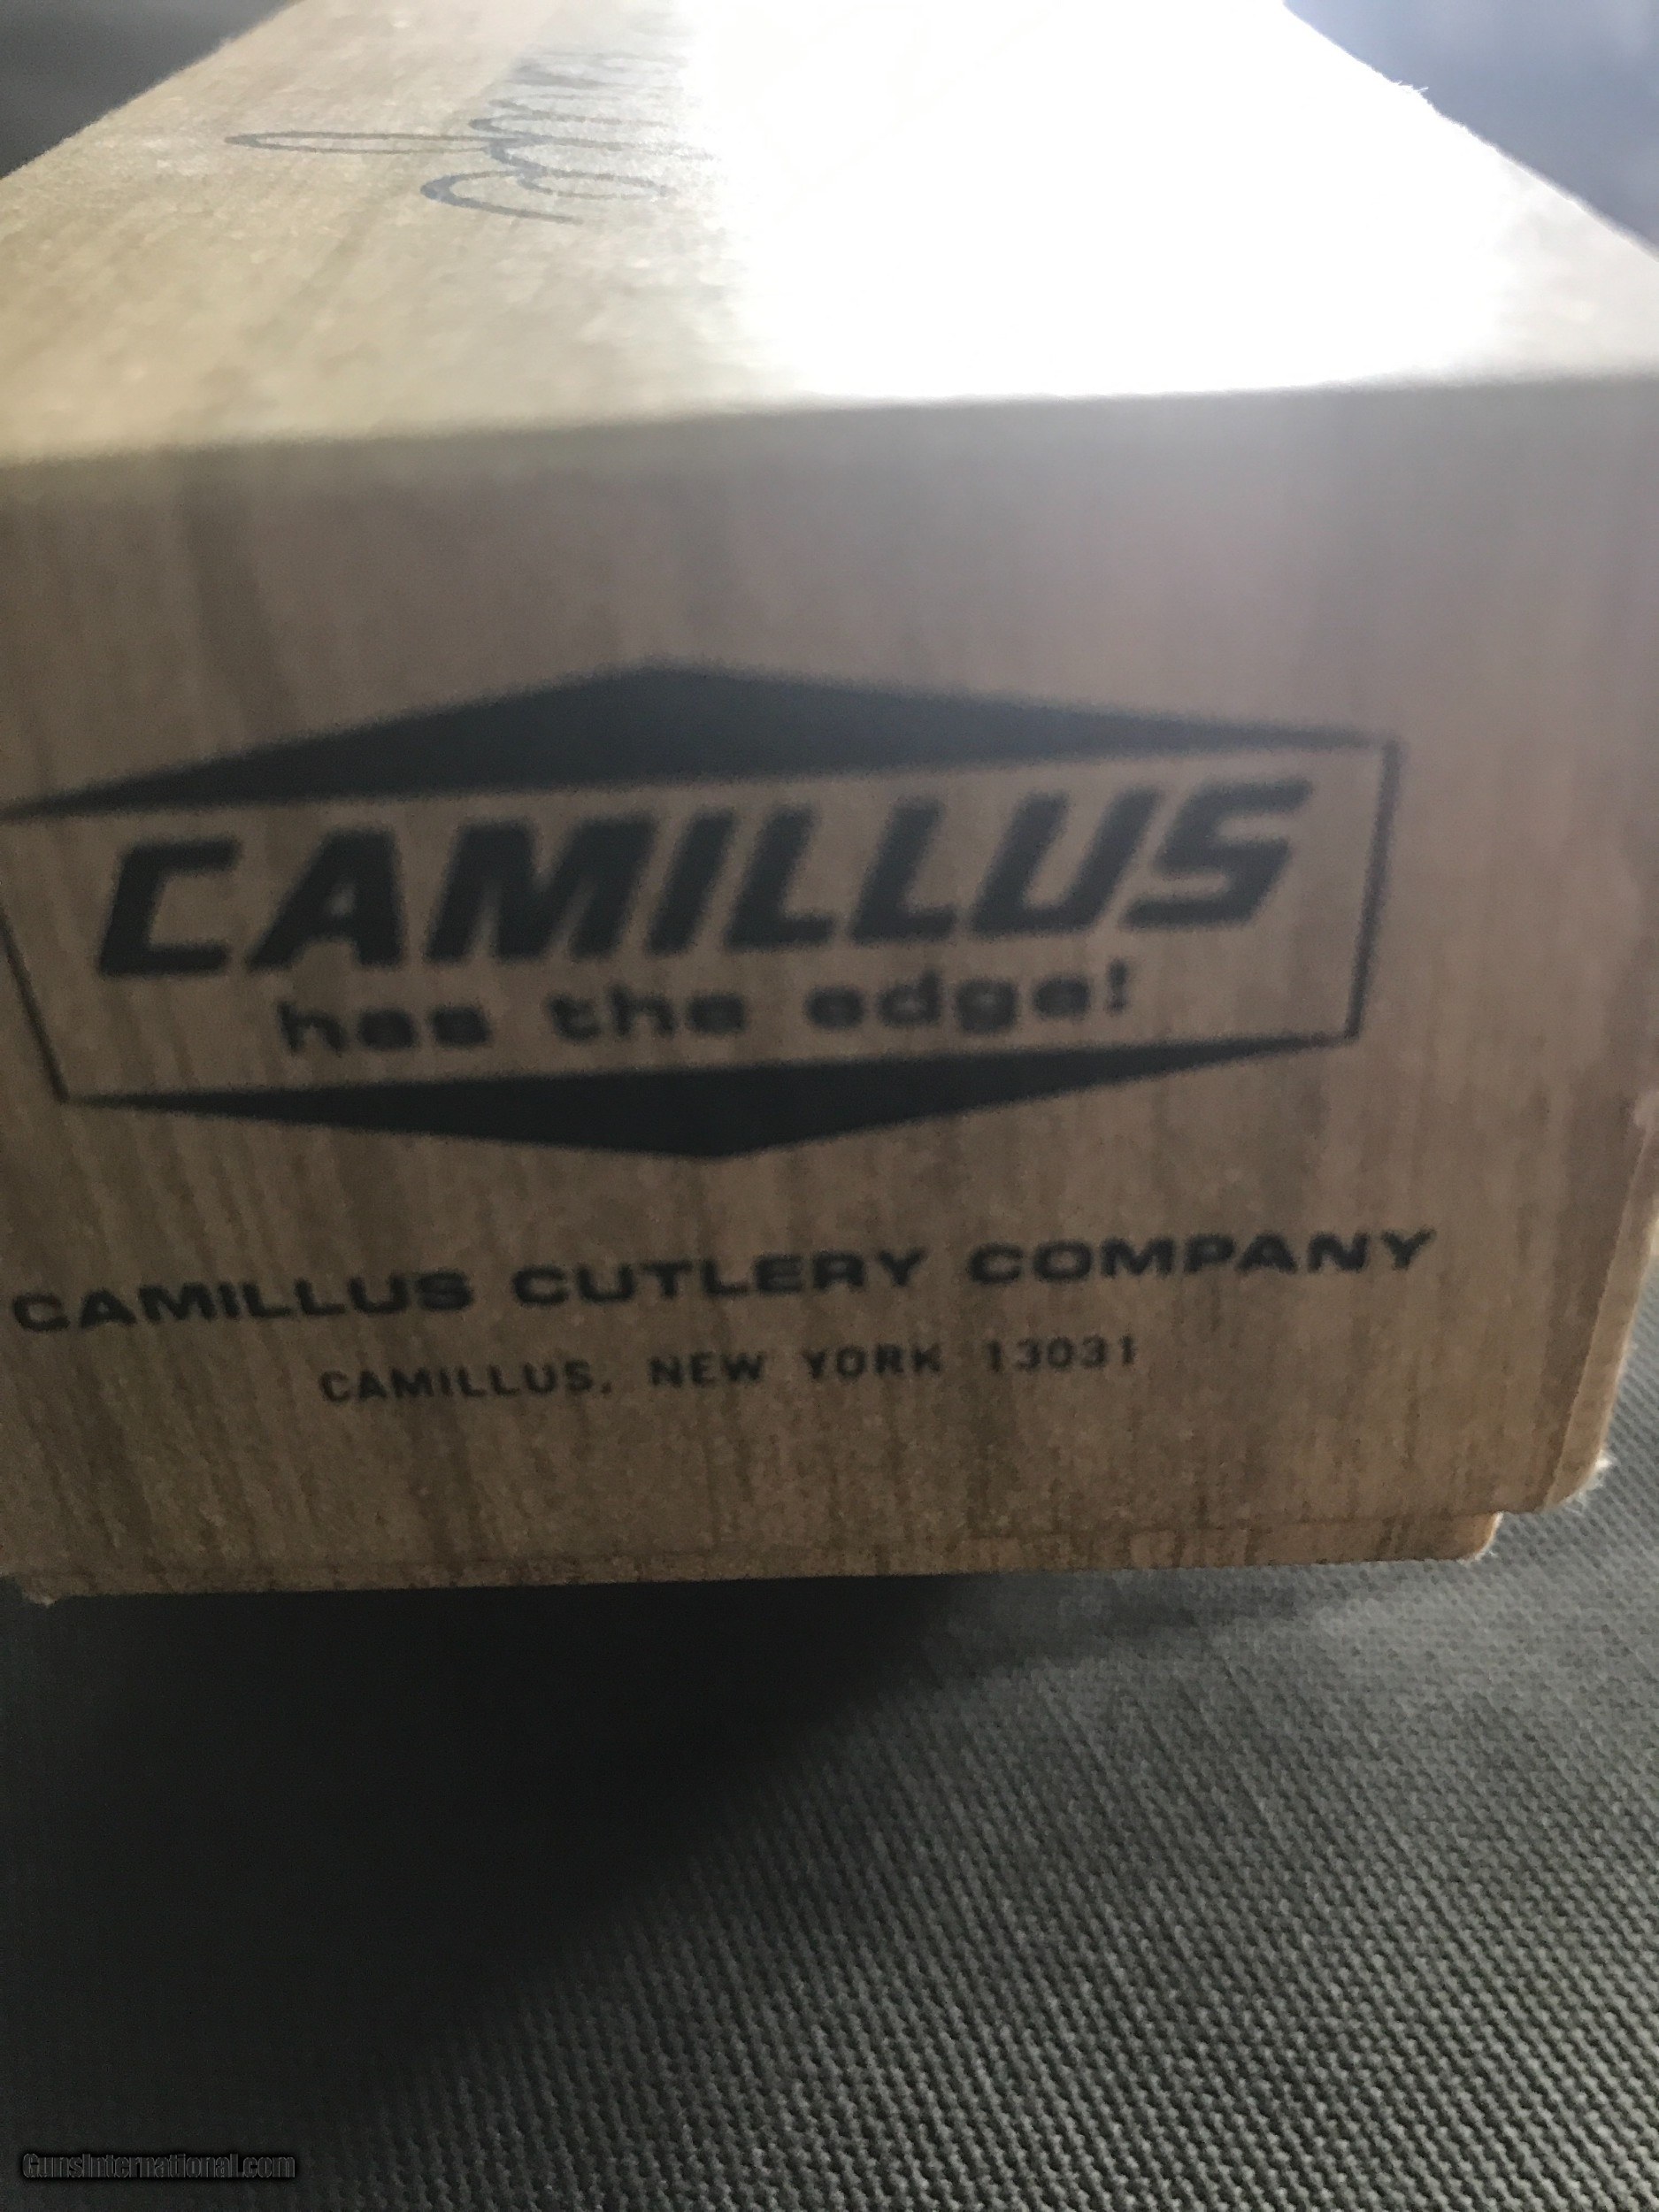 CAMILLUS
has the edge!
CAMILLUS CUTLERY COMPANY
CAMILLUS, NEW YORK 13031
GunsInternational.com